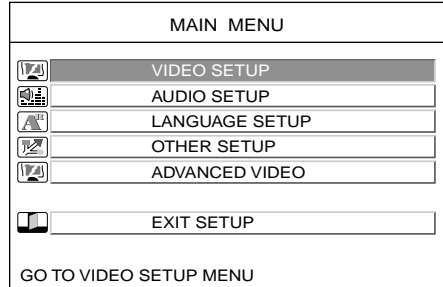 MAIN MENU
VIDEO SETUP
AUDIO SETUP
LANGUAGE SETUP
OTHER SETUP
ADVANCED VIDEO
EXIT SETUP
GO TO VIDEO SETUP MENU